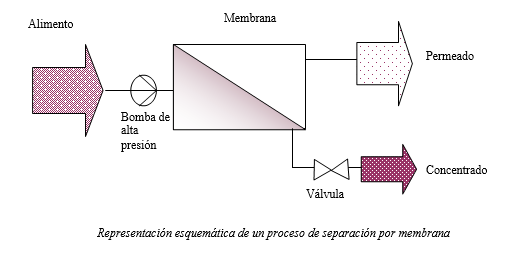 Alimento
Membrana
Permeado
Bomba de
alta
presión
Válvula
Concentrado
Representación esquemática de un proceso de separación por membrana